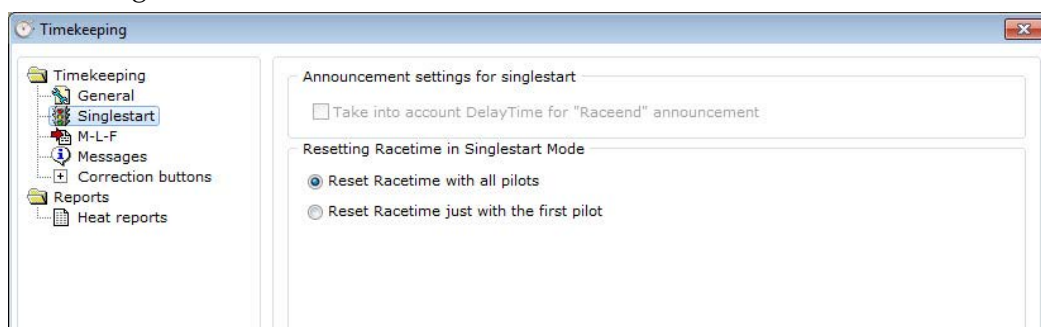 Timekeeping
Timekeeping
General
Singlestart
M-L-F
Messages
Correction buttons
Reports
Heat reports
Announcement settings for singlestart
Take into account DelayTime for "Raceend" announcement
Resetting Racetime in Singlestart Mode
Reset Racetime with all pilots
Reset Racetime just with the first pilot